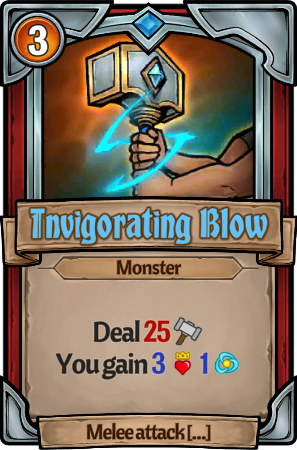 3
Invigorating Blow
Monster
Deal 25
You gain 3 1
Melee attack [...]